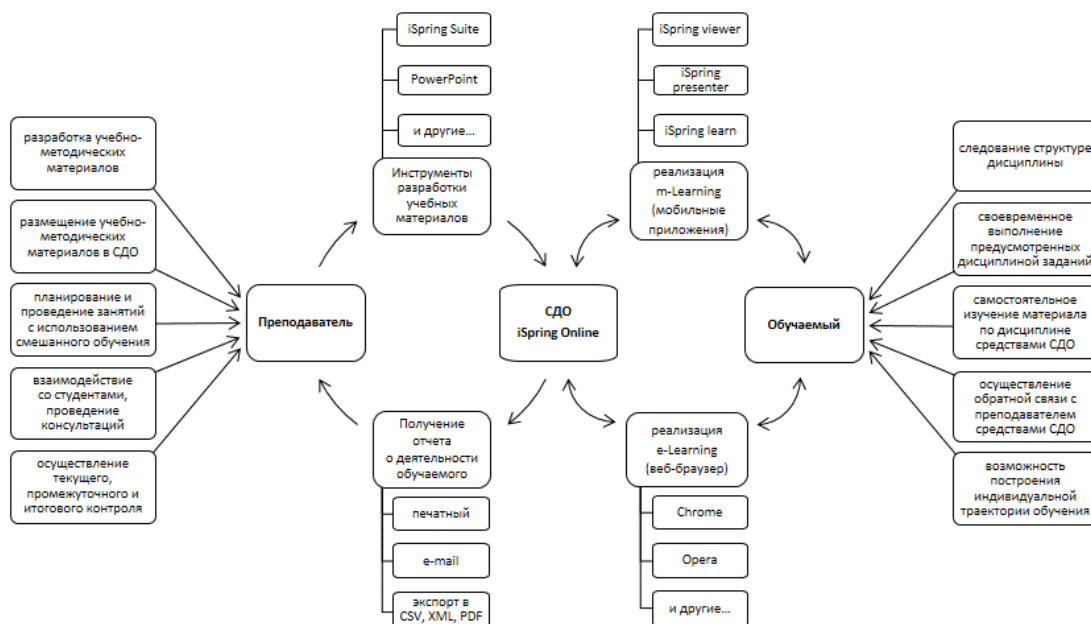 iSpring Suite
PowerPoint
и другие...
Инструменты
разработки
учебных
материалов
iSpring viewer
iSpring
presenter
iSpring learn
реализация
m-Learning
(мобильные
приложения)
разработка учебно-
методических
материалов
размещение учебно-
методических
материалов в СДО
планирование и
проведение занятий
с использованием
смешанного обучения
взаимодействие
со студентами,
проведение
консультаций
осуществление
текущего,
промежуточного и
итогового контроля
Преподаватель
СДО
iSpring Online
Обучаемый
следование структуре
дисциплины
своевременное
выполнение
предусмотренных
дисциплиной заданий
самостоятельное
изучение материала
по дисциплине
средствами СДО
осуществление
обратной связи с
преподавателем
средствами СДО
возможность
построения
индивидуальной
траектории обучения
Получение
отчета
о деятельности
обучаемого
печатный
e-mail
экспорт в
CSV, XML, PDF
реализация
e-Learning
(веб-браузер)
Chrome
Opera
и другие...